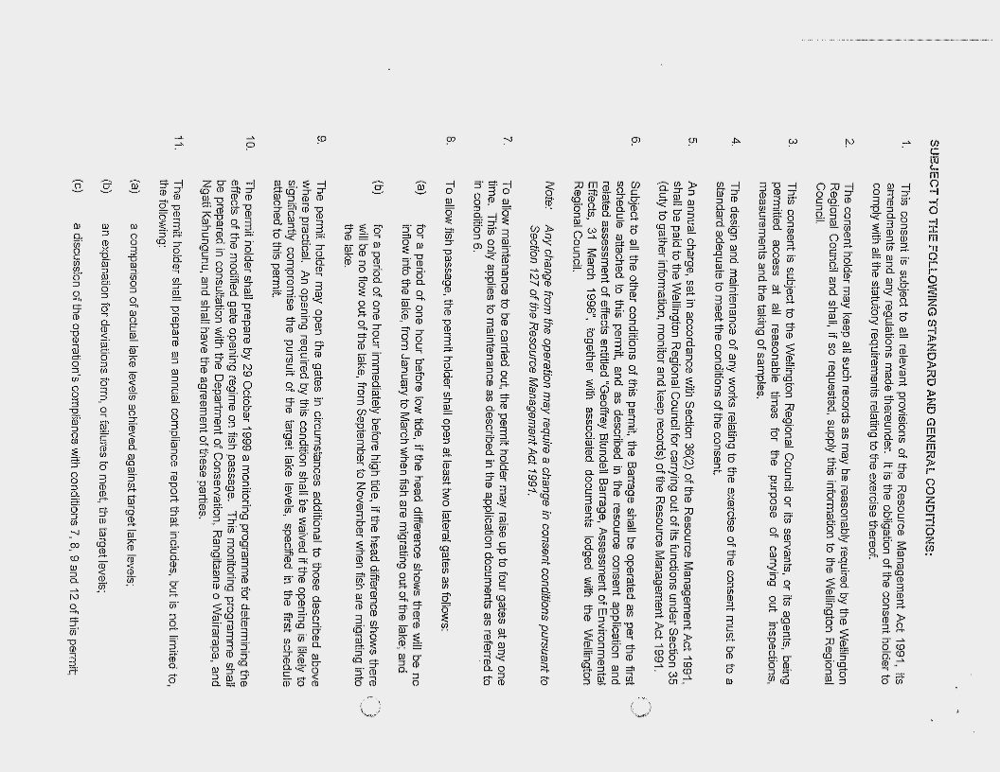 SUBJECT TO THE FOLLOWING STANDARD AND GENERAL CONDITIONS:
1. This consent is subject to all relevant provisions of the Resource Management Act 1991, its
amendments and any regulations made thereunder. It is the obligation of the consent holder to
comply with all the statutory requirements relating to the exercise thereof.
2. The consent holder may keep all such records as may be reasonably required by the Wellington
Regional Council and shall, if so requested, supply this information to the Wellington Regional
Council.
3. This consent is subject to the Wellington Regional Council or its servants, or its agents, being
permitted access at all reasonable times for the purpose of carrying out inspections,
measurements and the taking of samples.
4. The design and maintenance of any works relating to the exercise of the consent must be to a
standard adequate to meet the conditions of the consent.
5. An annual charge, set in accordance with Section 36(2) of the Resource Management Act 1991,
shall be paid to the Wellington Regional Council for carrying out of its functions under Section 35
(duty to gather information, monitor and keep records) of the Resource Management Act 1991.
6. Subject to all the other conditions of this permit, the Barrage shall be operated as per the first
schedule attached to this permit, and as described in the resource consent application and
related assessment of effects entitled "Geoffrey Blundell Barrage, Assessment of Environmental
Effects, 31 March 1998", together with associated documents lodged with the Wellington
Regional Council.
Note: Any change from the operation may require a change in consent conditions pursuant to
Section 127 of the Resource Management Act 1991.
7. To allow maintenance to be carried out, the permit holder may raise up to four gates at any one
time. This only applies to maintenance as described in the application documents as referred to
in condition 6.
8. To allow fish passage, the permit holder shall open at least two lateral gates as follows:
(a) for a period of one hour before low tide, if the head difference shows there will be no
inflow into the lake, from January to March when fish are migrating out of the lake; and
(b) for a period of one hour immediately before high tide, if the head difference shows there
will be no flow out of the lake, from September to November when fish are migrating into
the lake.
9. The permit holder may open the gates in circumstances additional to those described above
where practical. An opening required by this condition shall be waived if the opening is likely to
significantly compromise the pursuit of the target lake levels, specified in the first schedule
attached to this permit.
10. The permit holder shall prepare by 29 October 1999 a monitoring programme for determining the
effects of the modified gate opening regime on fish passage. This monitoring programme shall
be prepared in consultation with the Department of Conservation, Rangitaane o Wairarapa, and
Ngati Kahungunu, and shall have the agreement of these parties.
11. The permit holder shall prepare an annual compliance report that includes, but is not limited to,
the following:
(a) a comparison of actual lake levels achieved against target lake levels;
(b) an explanation for deviations form, or failures to meet, the target levels;
(c) a discussion of the operation's compliance with conditions 7, 8, 9 and 12 of this permit;